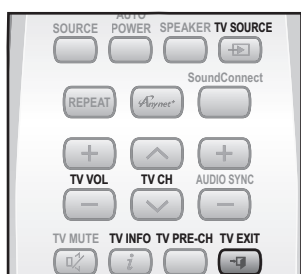 AUTO
SOURCE POWER SPEAKER TV SOURCE
SoundConnect
REPEAT Anynet+
TV VOL TV CH AUDIO SYNC
TV MUTE TV INFO TV PRE-CH TV EXIT
i